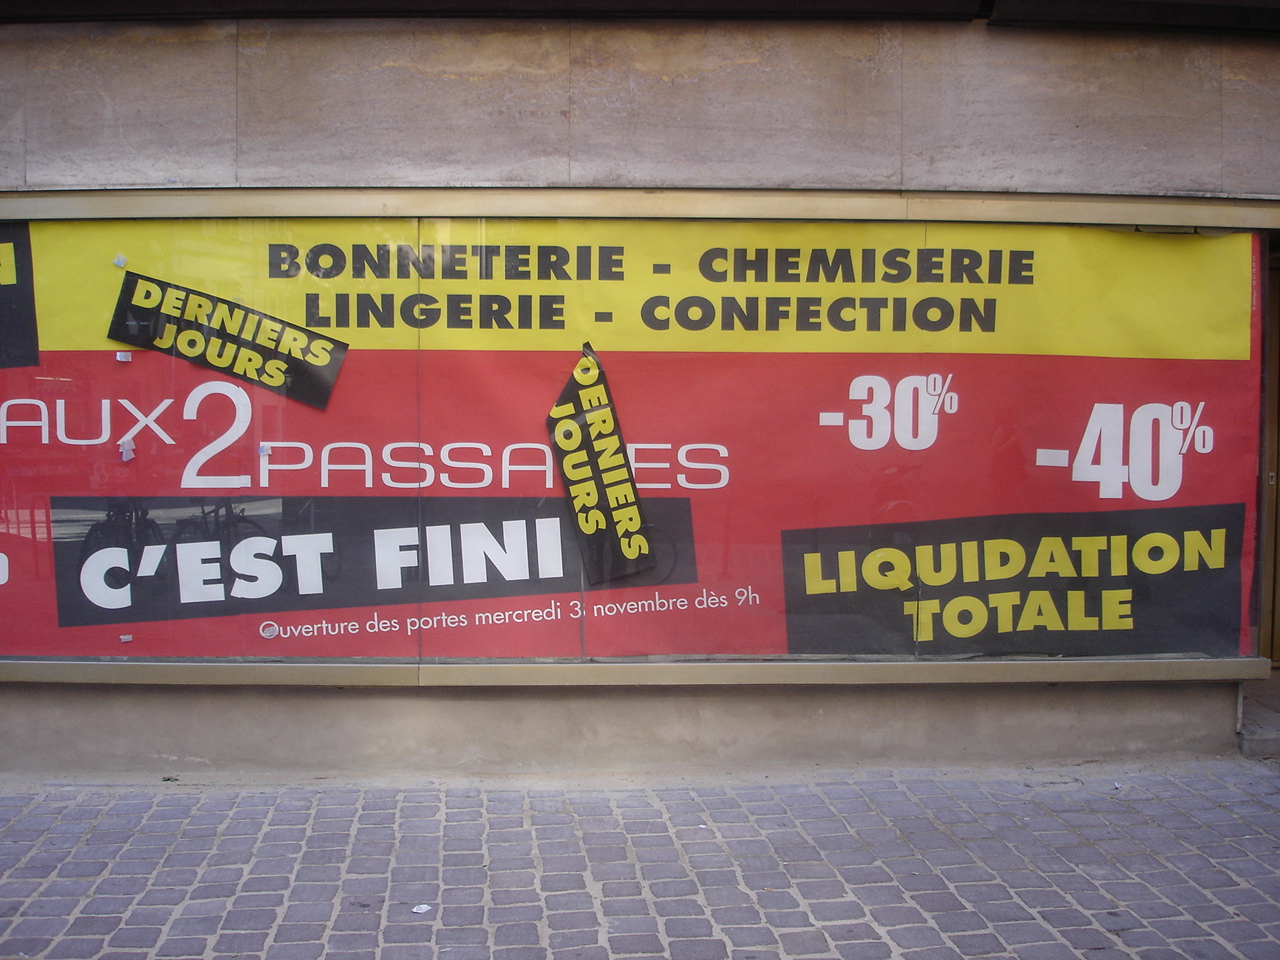 BONNETERIE - CHEMISERIE
LINGERIE - CONFECTION
DERNIERS
JOURS
AUX 2 PASSA ES
DERNIERS
JOURS
-30%
-40%
C'EST FINI
Ouverture des portes mercredi 3 novembre dès 9h
LIQUIDATION
TOTALE